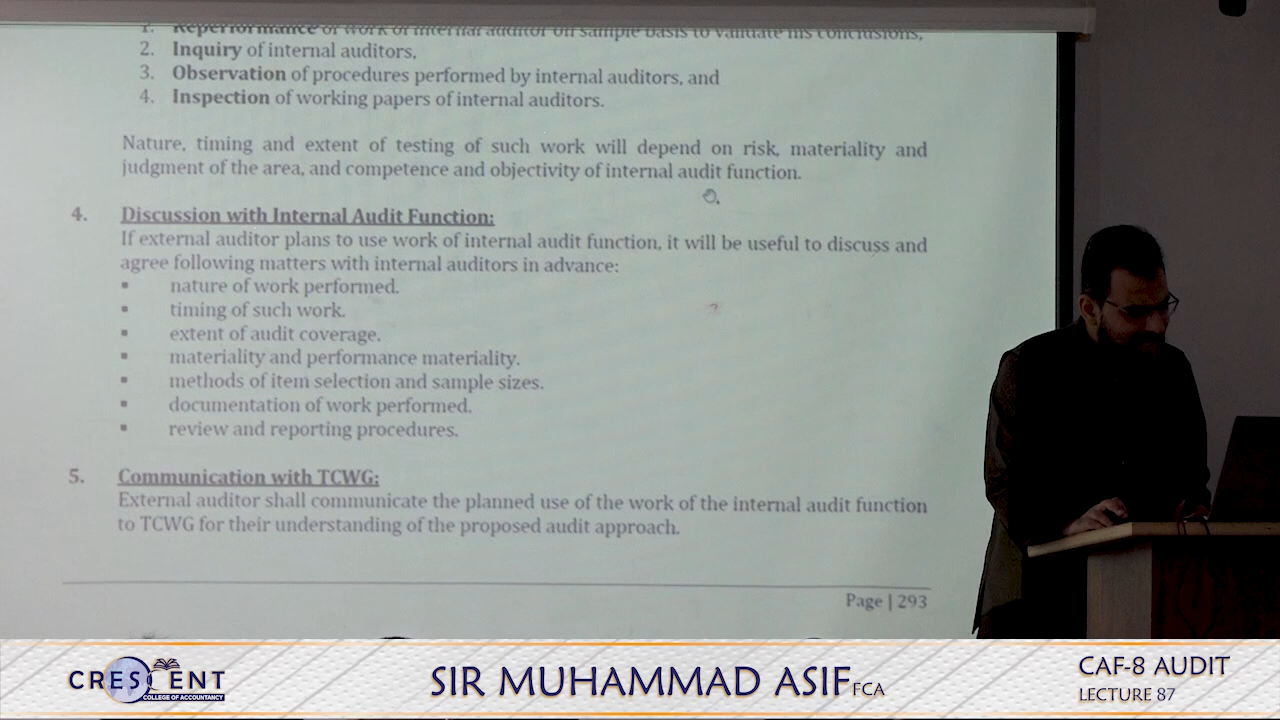 1. Reperformance of work of internal auditor on sample basis to validate his conclusions,
2. Inquiry of internal auditors,
3. Observation of procedures performed by internal auditors, and
4. Inspection of working papers of internal auditors.
Nature, timing and extent of testing of such work will depend on risk, materiality and
judgment of the area, and competence and objectivity of internal audit function.
4. Discussion with Internal Audit Function:
If external auditor plans to use work of internal audit function, it will be useful to discuss and
agree following matters with internal auditors in advance:
▪ nature of work performed.
▪ timing of such work.
▪ extent of audit coverage.
▪ materiality and performance materiality.
▪ methods of item selection and sample sizes.
▪ documentation of work performed.
▪ review and reporting procedures.
5. Communication with TCWG:
External auditor shall communicate the planned use of the work of the internal audit function
to TCWG for their understanding of the proposed audit approach.
Page | 293
CRESCENT
COLLEGE OF ACCOUNTANCY
SIR MUHAMMAD ASIF FCA
CAF-8 AUDIT
LECTURE 87